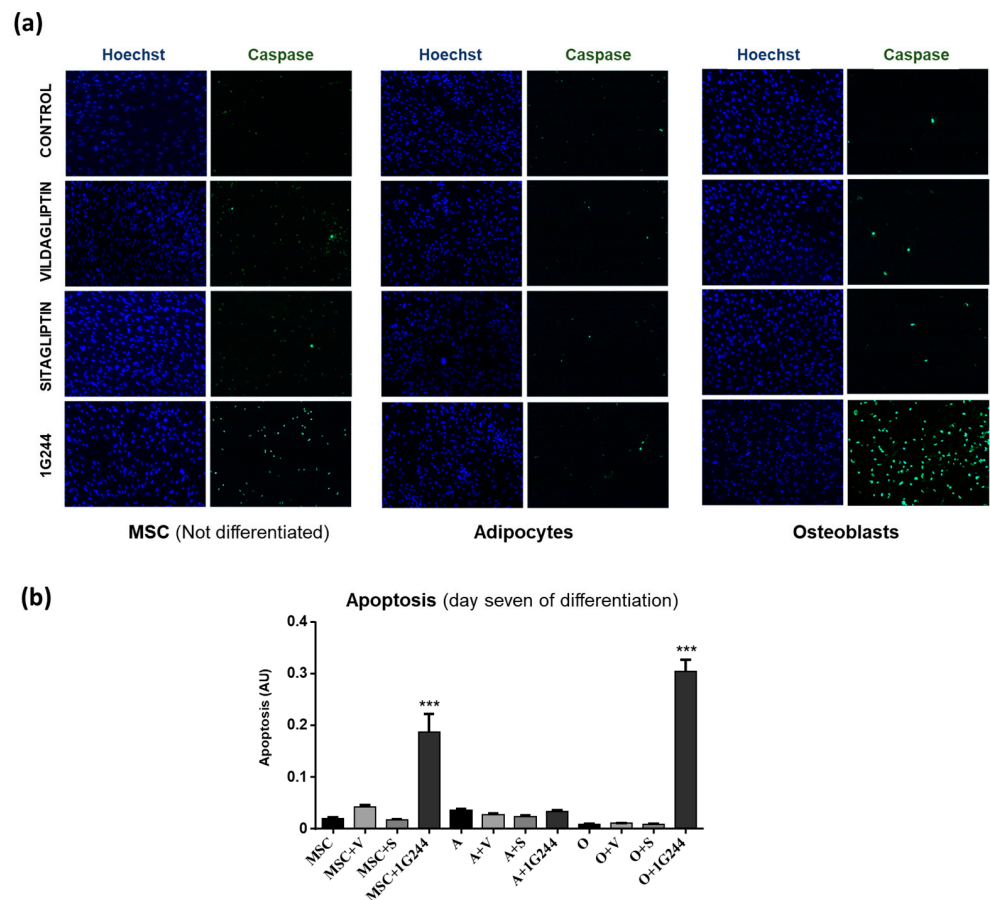 (a)
Hoechst Caspase Hoechst Caspase Hoechst Caspase
CONTROL
VILDAGLIPTIN
SITAGLIPTIN
1G244
MSC (Not differentiated) Adipocytes Osteoblasts
(b)
Apoptosis (day seven of differentiation)
Apoptosis (AU)
0.4
0.3
0.2
0.1
0
*** ***
MSC MSC+V MSC+S MSC+1G244 A A+V A+S A+1G244 O O+V O+S O+1G244